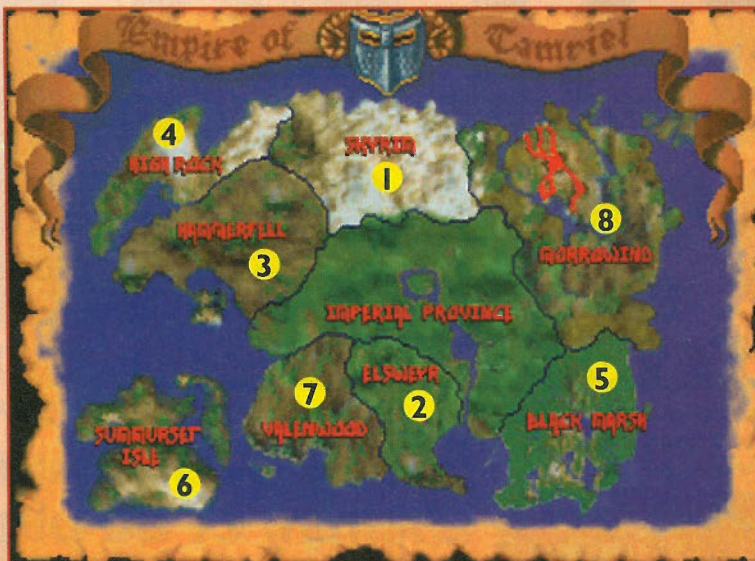 Empire of Tamriel
4
HIGH ROCK
SKYRIM
1
8
MORROWIND
HAMMERFELL
3
IMPERIAL PROVINCE
7
VALENWOOD
ELSWEYR
2
5
BLACK MARSH
SUMMURSET
ISLE
6